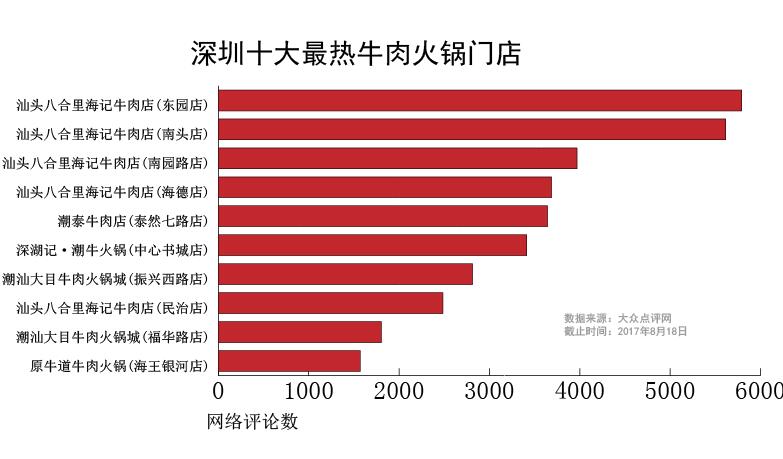 深圳十大最热牛肉火锅门店
汕头八合里海记牛肉店(东园店)
汕头八合里海记牛肉店(南头店)
汕头八合里海记牛肉店(南园路店)
汕头八合里海记牛肉店(海德店)
潮泰牛肉店(泰然七路店)
深湖记·潮牛火锅(中心书城店)
潮汕大目牛肉火锅城(振兴西路店)
汕头八合里海记牛肉店(民治店)
潮汕大目牛肉火锅城(福华路店)
原牛道牛肉火锅(海王银河店)
数据来源：大众点评网
截止时间：2017年8月18日
0 1000 2000 3000 4000 5000 6000
网络评论数